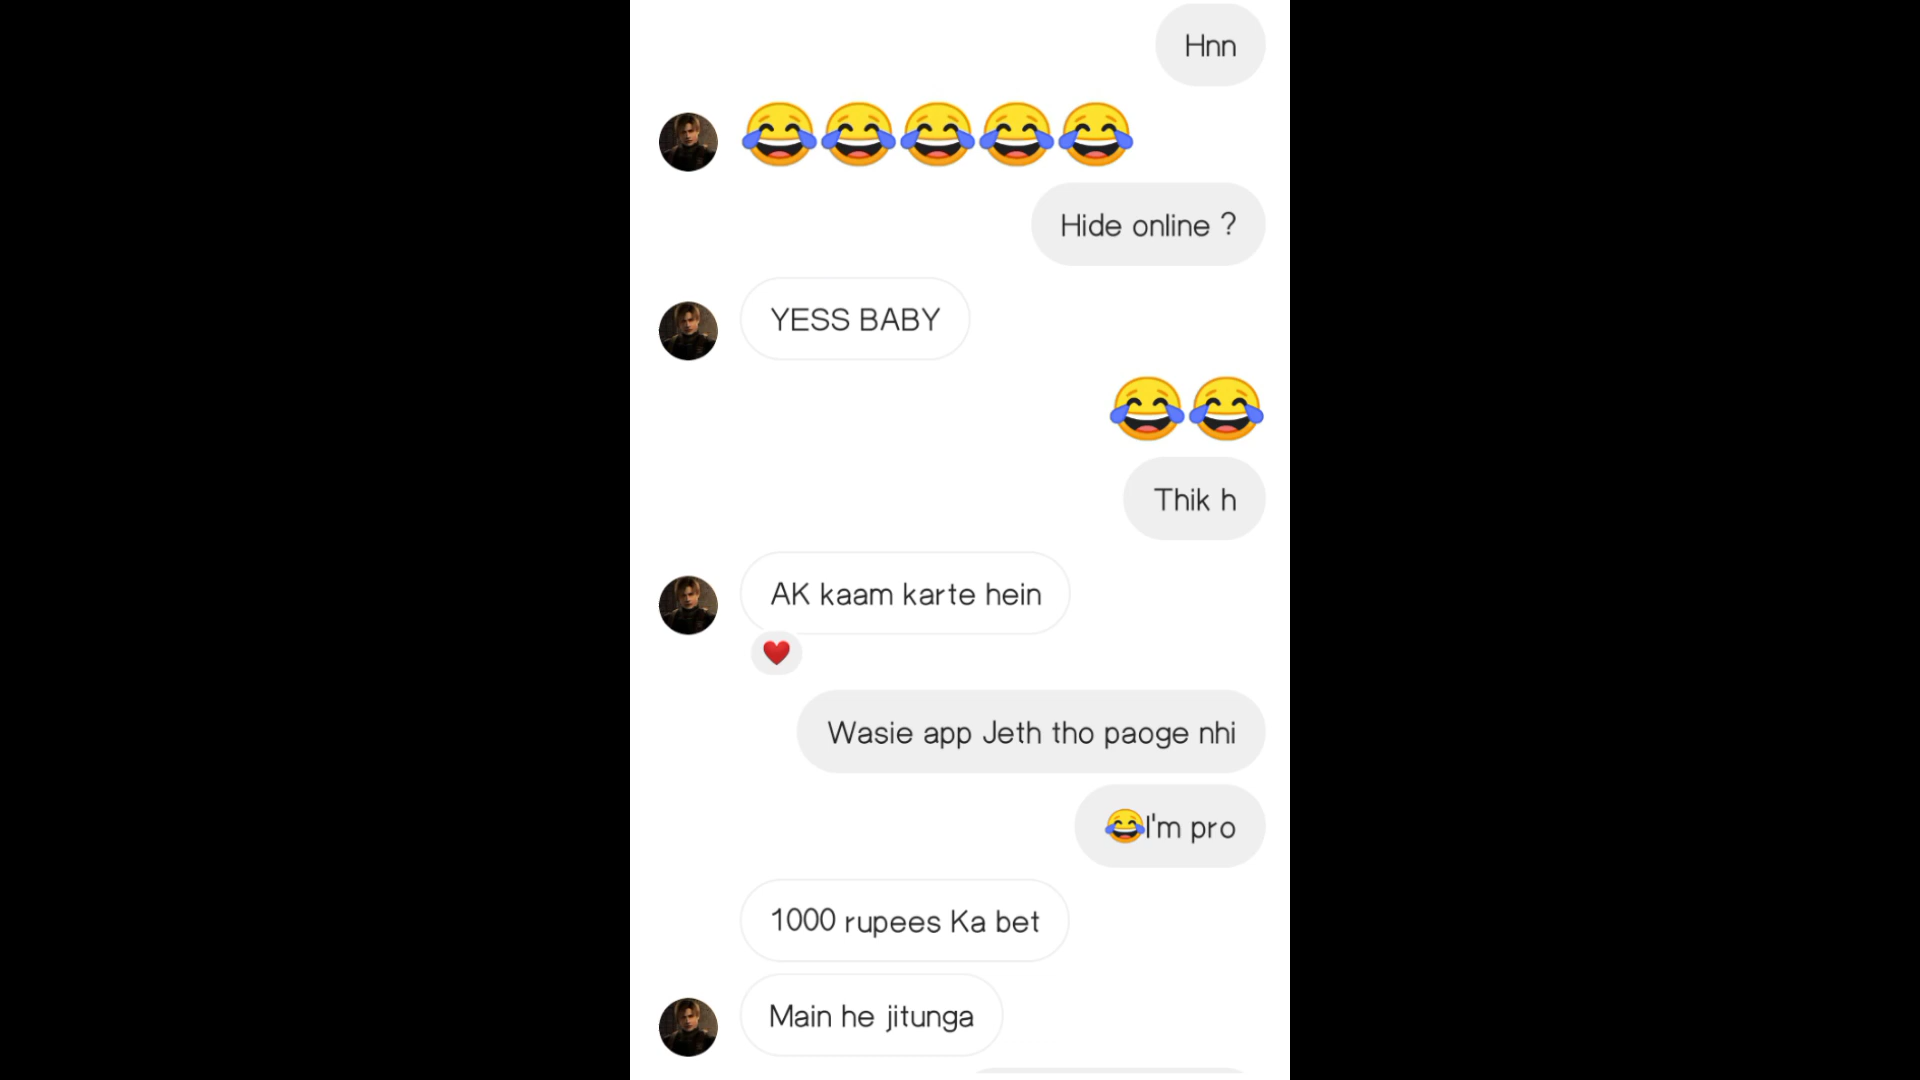 Hnn
😂😂😂😂😂
Hide online ?
YESS BABY
😂😂
Thik h
AK kaam karte hein
❤️
Wasie app Jeth tho paoge nhi
😂I'm pro
1000 rupees Ka bet
Main he jitunga